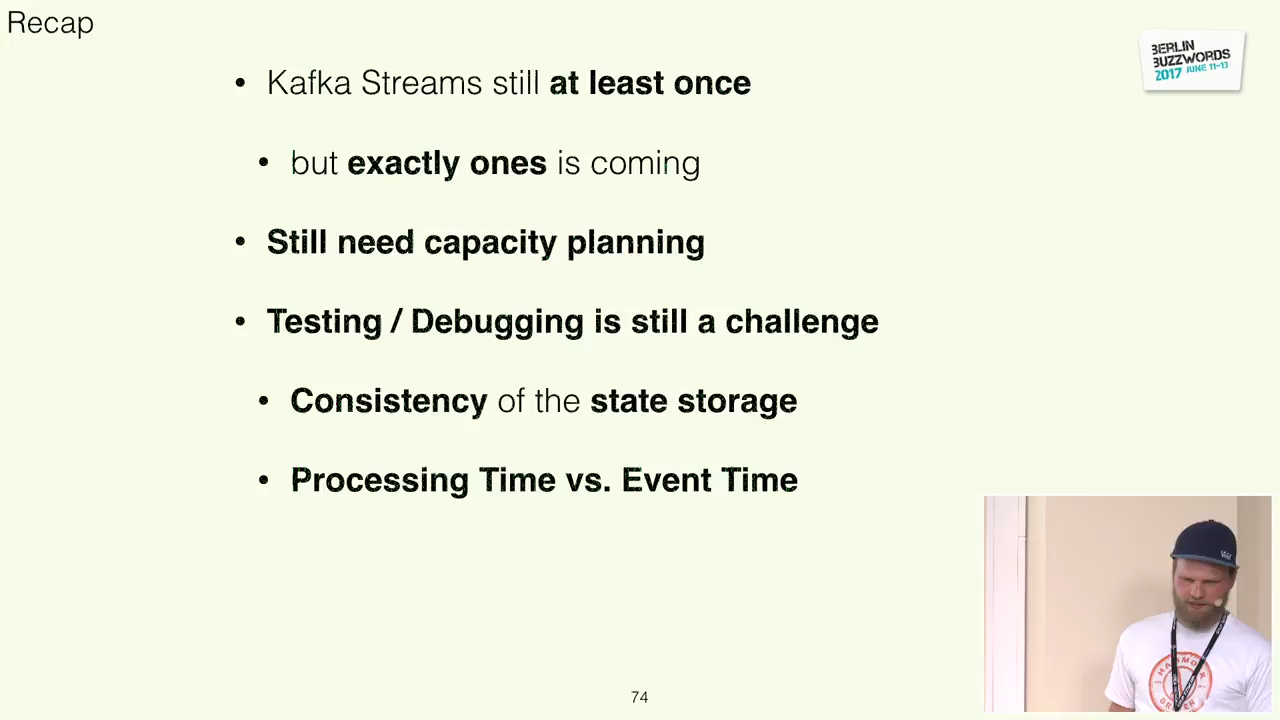 Recap
BERLIN
BUZZWORDS
2017 JUNE 11-13
• Kafka Streams still at least once
• but exactly ones is coming
• Still need capacity planning
• Testing / Debugging is still a challenge
• Consistency of the state storage
• Processing Time vs. Event Time
74